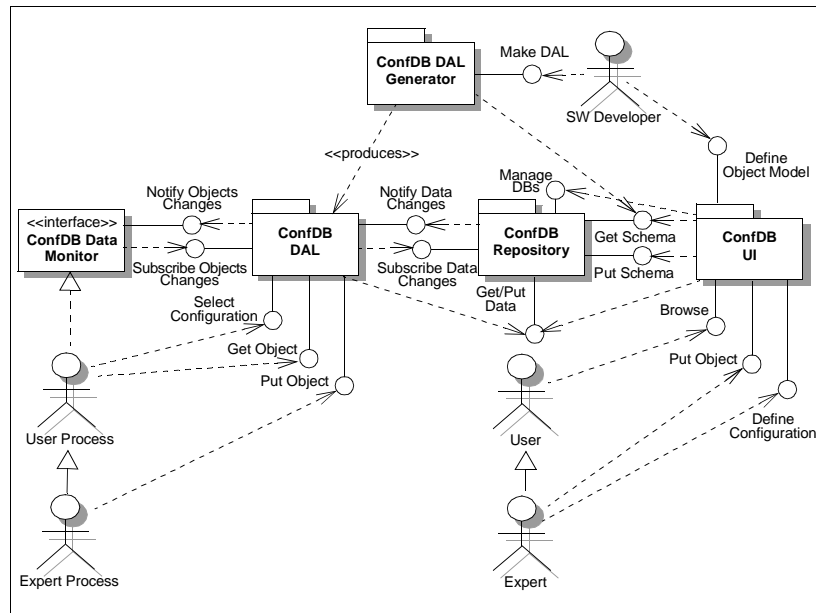 ConfDB DAL
Generator
Make DAL
SW Developer
<<produces>>
Define
Object Model
Manage
DBs
Notify Objects
Changes
Notify Data
Changes
<<interface>>
ConfDB Data
Monitor
ConfDB
DAL
ConfDB
Repository
Get Schema
ConfDB
UI
Subscribe Objects
Changes
Subscribe Data
Changes
Put Schema
Select
Configuration
Get/Put
Data
Browse
Get Object
Put Object
Put Object
Define
Configuration
User Process
User
Expert Process
Expert